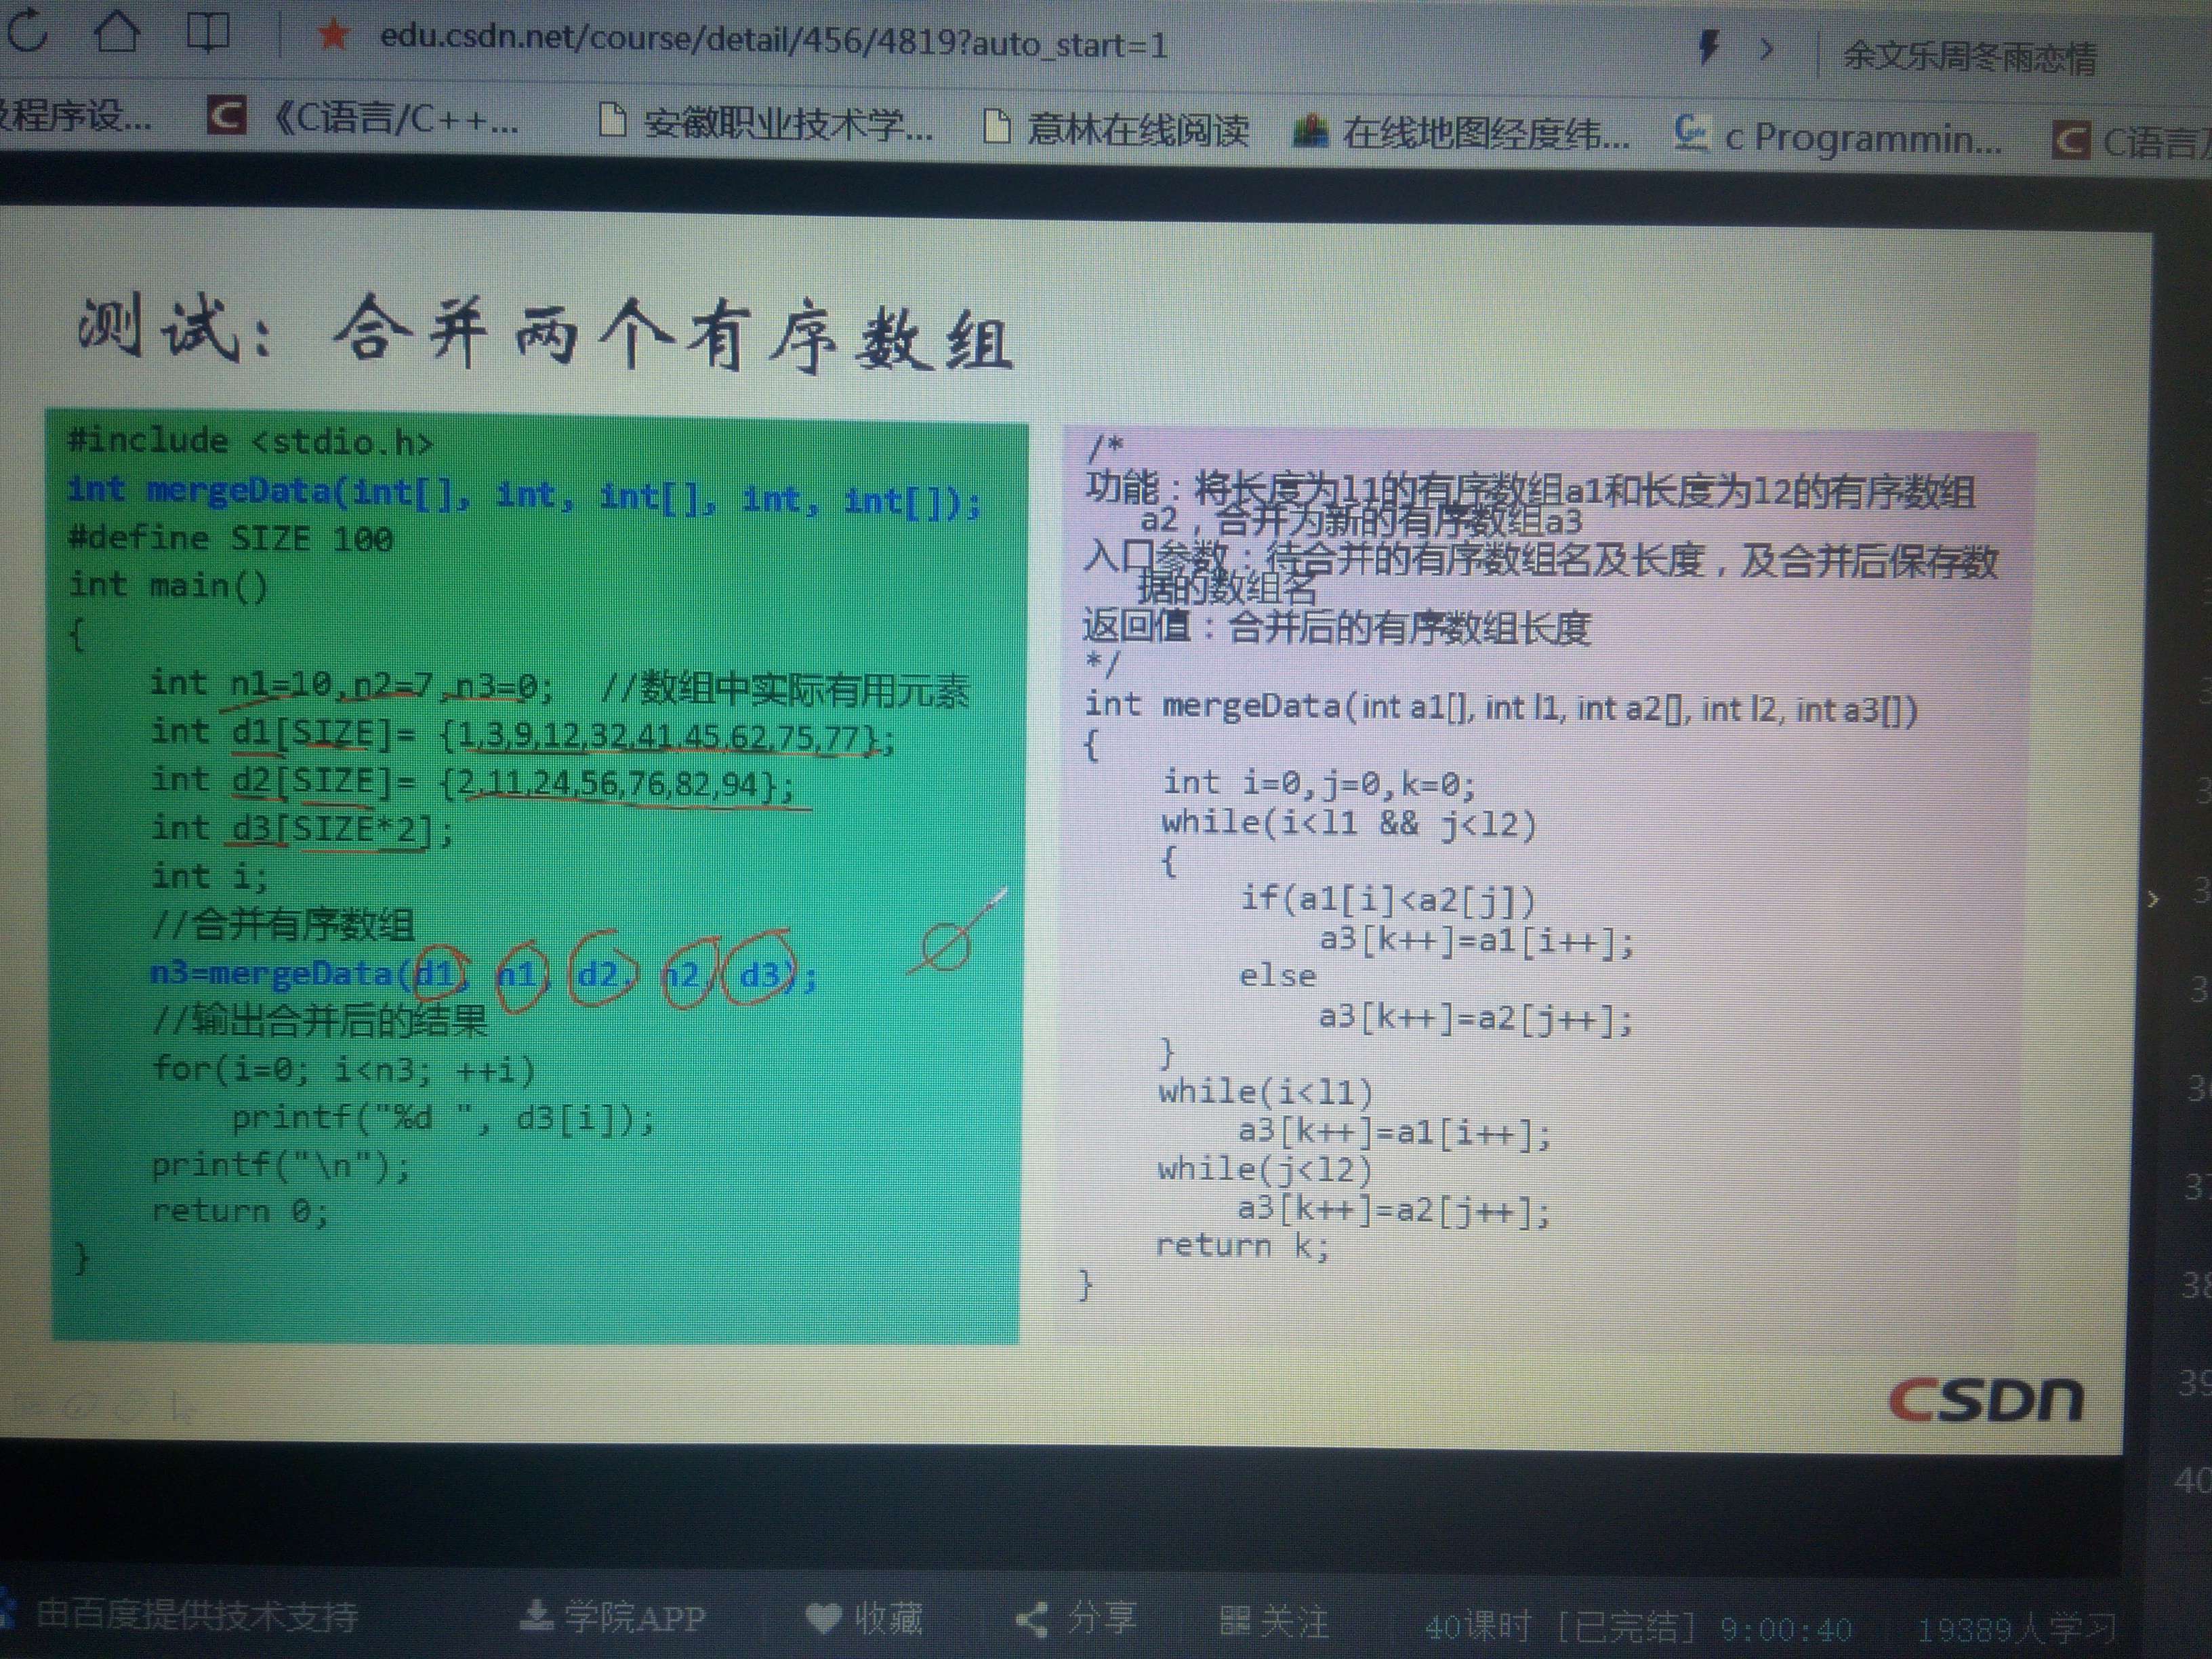 edu.csdn.net/course/detail/456/4819?auto_start=1
余文乐周冬雨恋情
程序设...
《C语言/C++...
安徽职业技术学...
意林在线阅读
在线地图经度纬...
c Programmin...
C语言及
测试：合并两个有序数组
#include <stdio.h>
int mergeData(int[], int, int[], int, int[]);
#define SIZE 100
int main()
{
int n1=10,n2=7,n3=0; //数组中实际有用元素
int d1[SIZE]= {1,3,9,12,32,41,45,62,75,77};
int d2[SIZE]= {2,11,24,56,76,82,94};
int d3[SIZE*2];
int i;
//合并有序数组
n3=mergeData(d1, n1, d2, n2, d3);
//输出合并后的结果
for(i=0; i<n3; ++i)
printf("%d ", d3[i]);
printf("\n");
return 0;
}
/*
功能：将长度为l1的有序数组a1和长度为l2的有序数组
a2，合并为新的有序数组a3
入口参数：待合并的有序数组名及长度，及合并后保存数
据的数组名
返回值：合并后的有序数组长度
*/
int mergeData(int a1[], int l1, int a2[], int l2, int a3[])
{
int i=0,j=0,k=0;
while(i<l1 && j<l2)
{
if(a1[i]<a2[j])
a3[k++]=a1[i++];
else
a3[k++]=a2[j++];
}
while(i<l1)
a3[k++]=a1[i++];
while(j<l2)
a3[k++]=a2[j++];
return k;
}
CSDN
由百度提供技术支持
学院APP
收藏
分享
关注
40课时 [已完结] 9:00:40
19389人学习